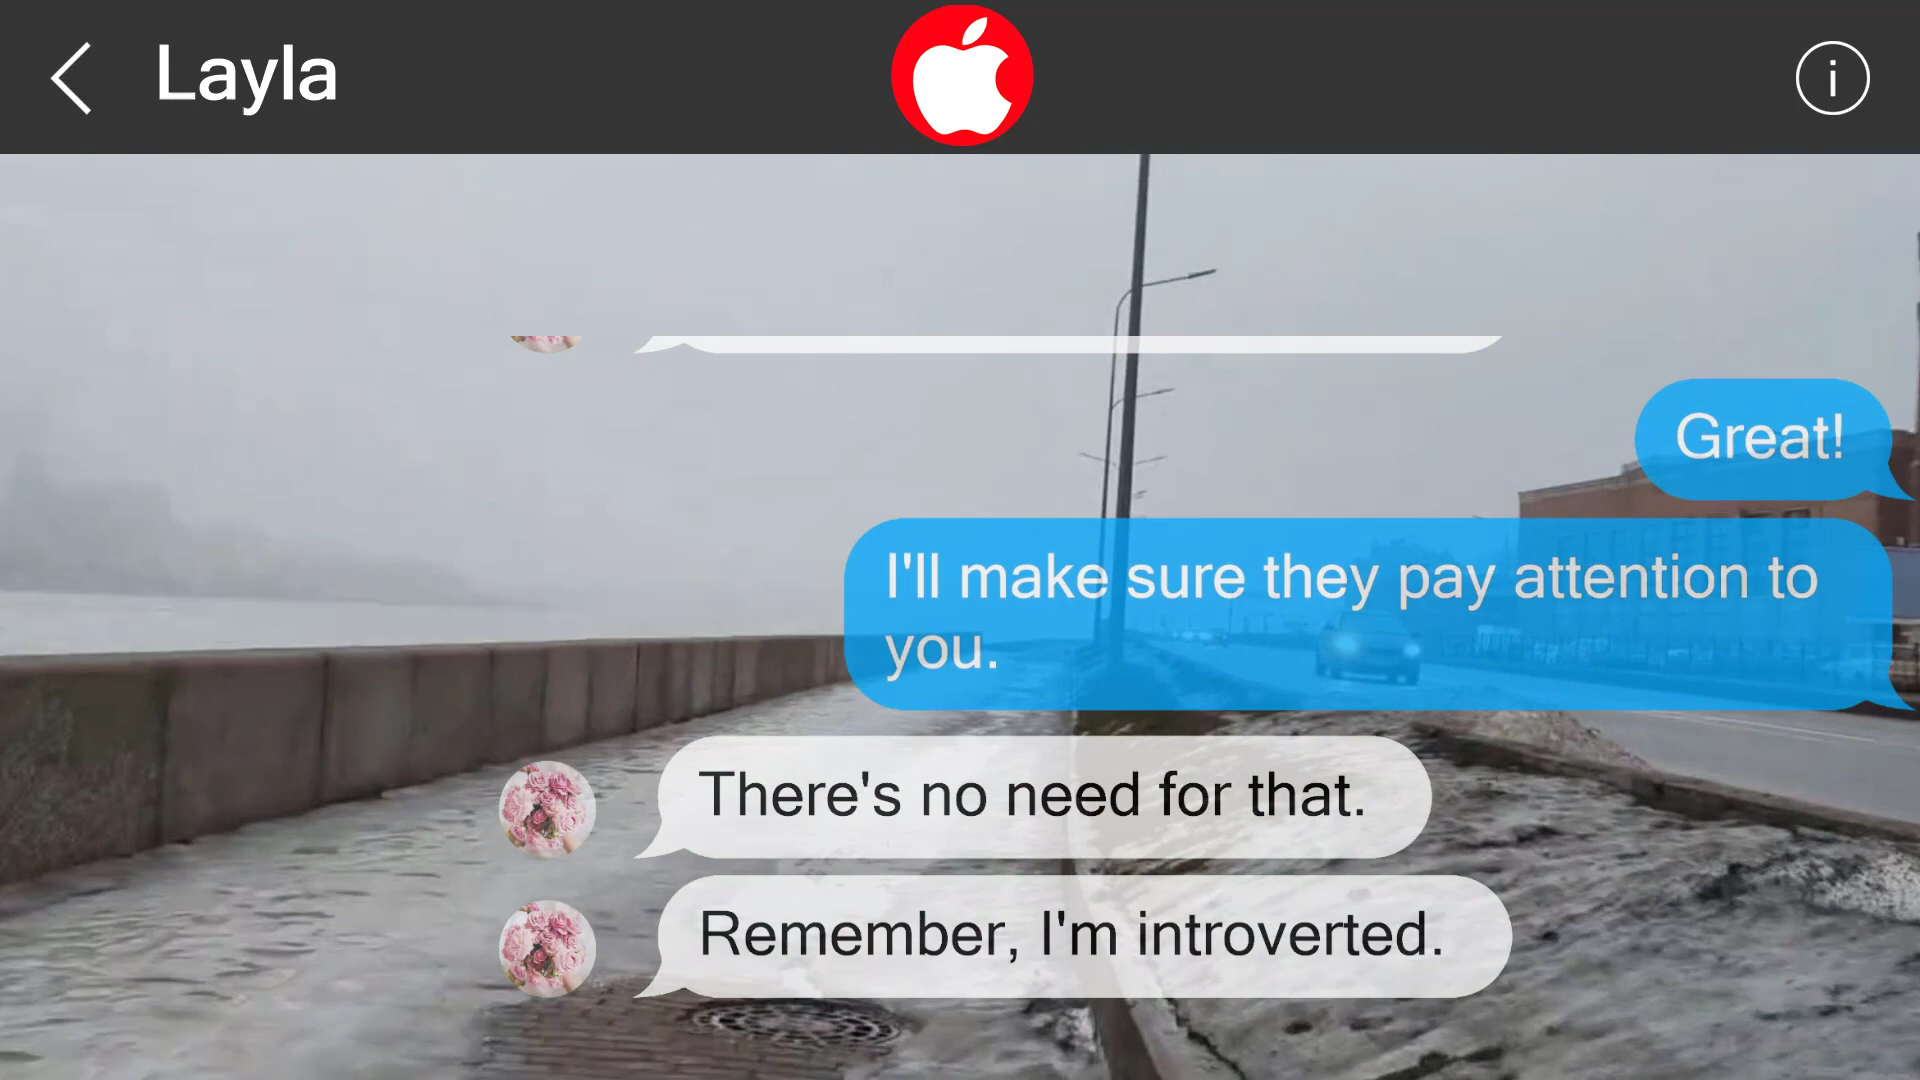 Layla
Great!
I'll make sure they pay attention to
you.
There's no need for that.
Remember, I'm introverted.